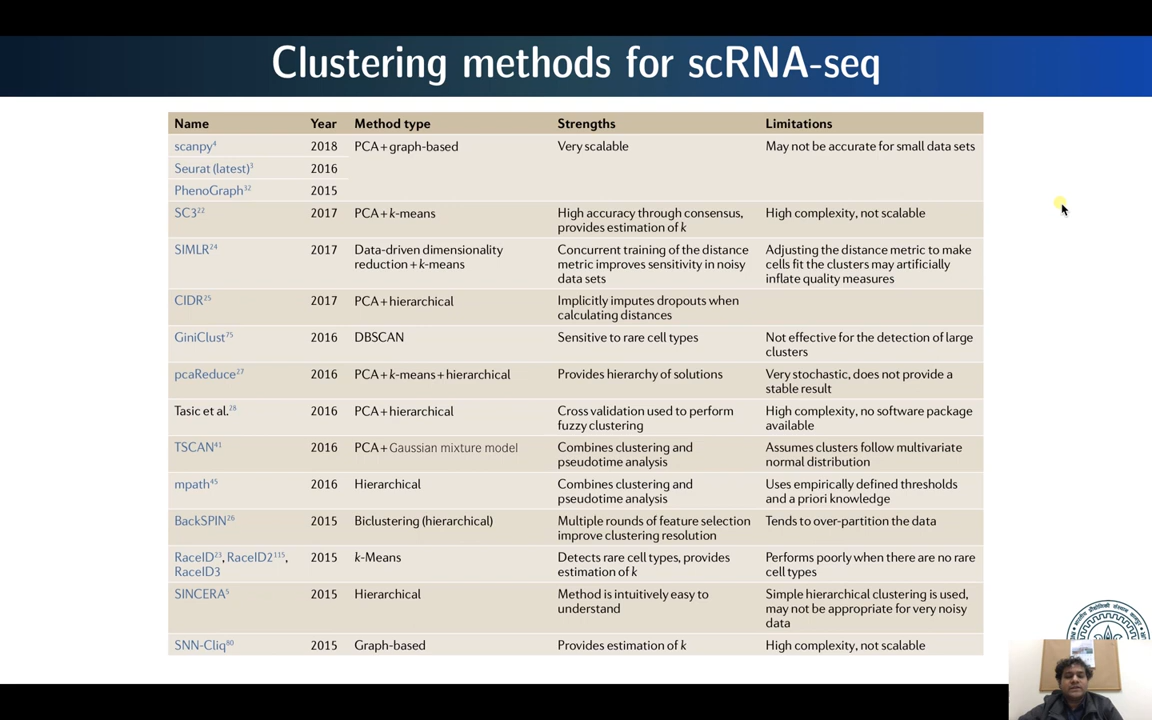 Clustering methods for scRNA-seq
Name Year Method type Strengths Limitations
scanpy4 2018 PCA + graph-based Very scalable May not be accurate for small data sets
Seurat (latest)3 2016
PhenoGraph32 2015
SC322 2017 PCA + k-means High accuracy through consensus, High complexity, not scalable
provides estimation of k
SIMLR24 2017 Data-driven dimensionality Concurrent training of the distance Adjusting the distance metric to make
reduction + k-means metric improves sensitivity in noisy cells fit the clusters may artificially
data sets inflate quality measures
CIDR25 2017 PCA + hierarchical Implicitly imputes dropouts when
calculating distances
GiniClust75 2016 DBSCAN Sensitive to rare cell types Not effective for the detection of large
clusters
pcaReduce27 2016 PCA + k-means + hierarchical Provides hierarchy of solutions Very stochastic, does not provide a
stable result
Tasic et al.28 2016 PCA + hierarchical Cross validation used to perform High complexity, no software package
fuzzy clustering available
TSCAN41 2016 PCA + Gaussian mixture model Combines clustering and Assumes clusters follow multivariate
pseudotime analysis normal distribution
mpath45 2016 Hierarchical Combines clustering and Uses empirically defined thresholds
pseudotime analysis and a priori knowledge
BackSPIN26 2015 Biclustering (hierarchical) Multiple rounds of feature selection Tends to over-partition the data
improve clustering resolution
RaceID23, RaceID2115, 2015 k-Means Detects rare cell types, provides Performs poorly when there are no rare
RaceID3 estimation of k cell types
SINCERA5 2015 Hierarchical Method is intuitively easy to Simple hierarchical clustering is used,
understand may not be appropriate for very noisy
data
SNN-Cliq80 2015 Graph-based Provides estimation of k High complexity, not scalable